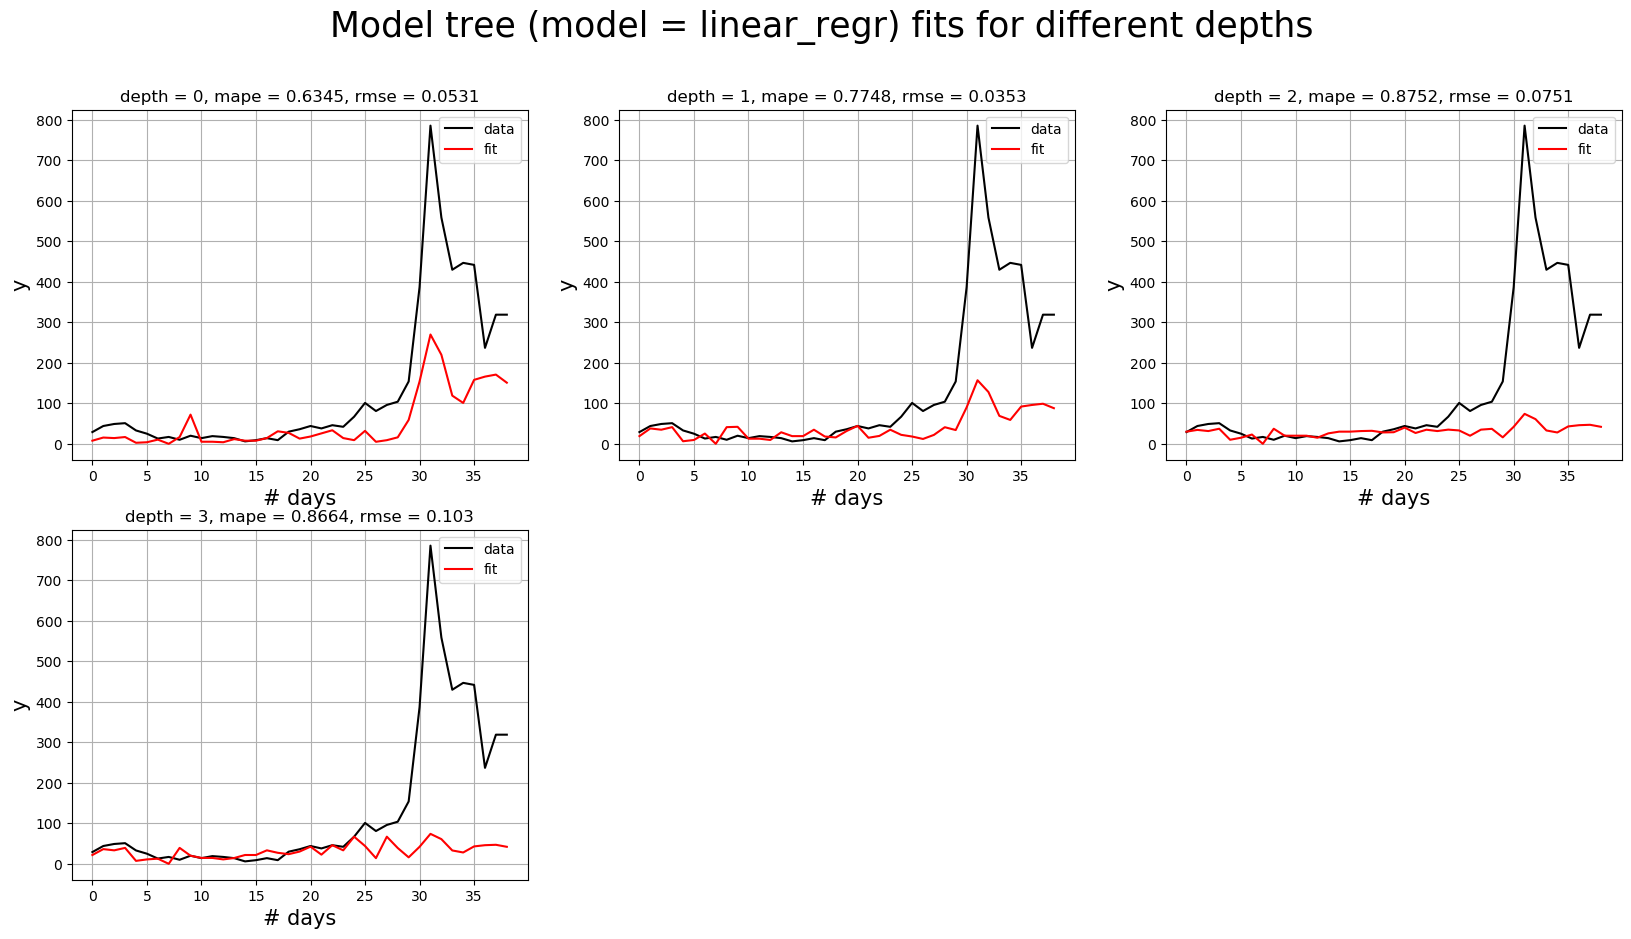 Model tree (model = linear_regr) fits for different depths
depth = 0, mape = 0.6345, rmse = 0.0531
800
700
600
500
400
300
200
100
0
y
data
fit
0 5 10 15 20 25 30 35
# days
depth = 1, mape = 0.7748, rmse = 0.0353
800
700
600
500
400
300
200
100
0
y
data
fit
0 5 10 15 20 25 30 35
# days
depth = 2, mape = 0.8752, rmse = 0.0751
800
700
600
500
400
300
200
100
0
y
data
fit
0 5 10 15 20 25 30 35
# days
depth = 3, mape = 0.8664, rmse = 0.103
800
700
600
500
400
300
200
100
0
y
data
fit
0 5 10 15 20 25 30 35
# days